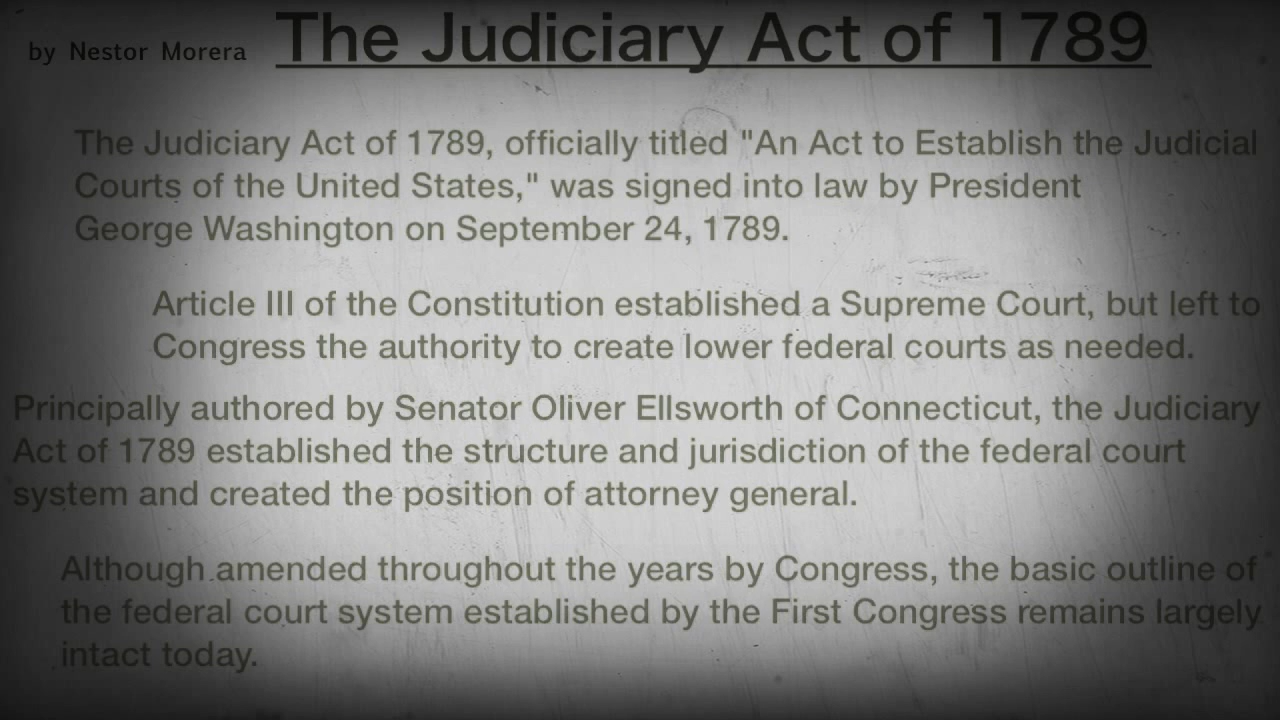 by Nestor Morera The Judiciary Act of 1789
The Judiciary Act of 1789, officially titled "An Act to Establish the Judicial
Courts of the United States," was signed into law by President
George Washington on September 24, 1789.
Article III of the Constitution established a Supreme Court, but left to
Congress the authority to create lower federal courts as needed.
Principally authored by Senator Oliver Ellsworth of Connecticut, the Judiciary
Act of 1789 established the structure and jurisdiction of the federal court
system and created the position of attorney general.
Although amended throughout the years by Congress, the basic outline of
the federal court system established by the First Congress remains largely
intact today.